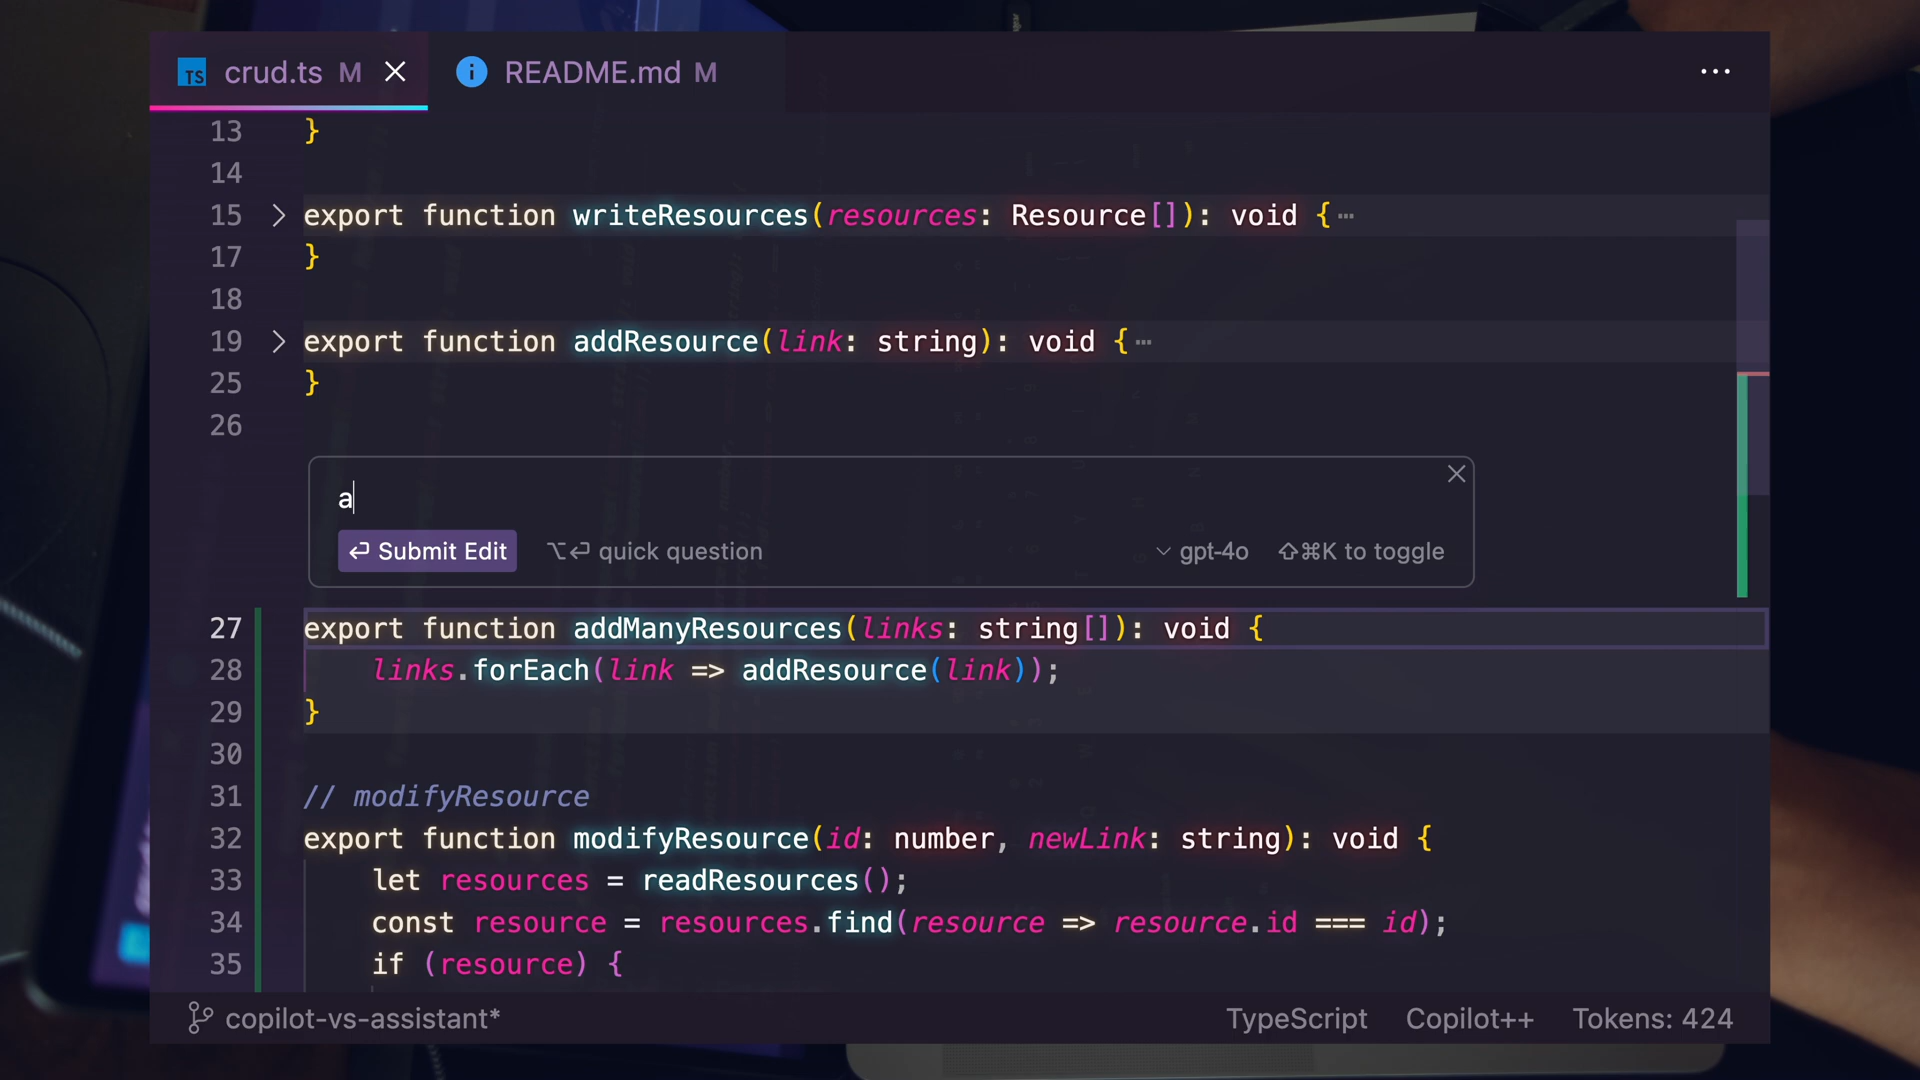 TS crud.ts M
README.md M
13 }
14
15 export function writeResources(resources: Resource[]): void {
17 }
18
19 export function addResource(link: string): void {
25 }
26
a
Submit Edit ⌥⏎ quick question gpt-4o ⇧⌘K to toggle
27 export function addManyResources(links: string[]): void {
28 links.forEach(link => addResource(link));
29 }
30
31 // modifyResource
32 export function modifyResource(id: number, newLink: string): void {
33 let resources = readResources();
34 const resource = resources.find(resource => resource.id === id);
35 if (resource) {
copilot-vs-assistant* TypeScript Copilot++ Tokens: 424